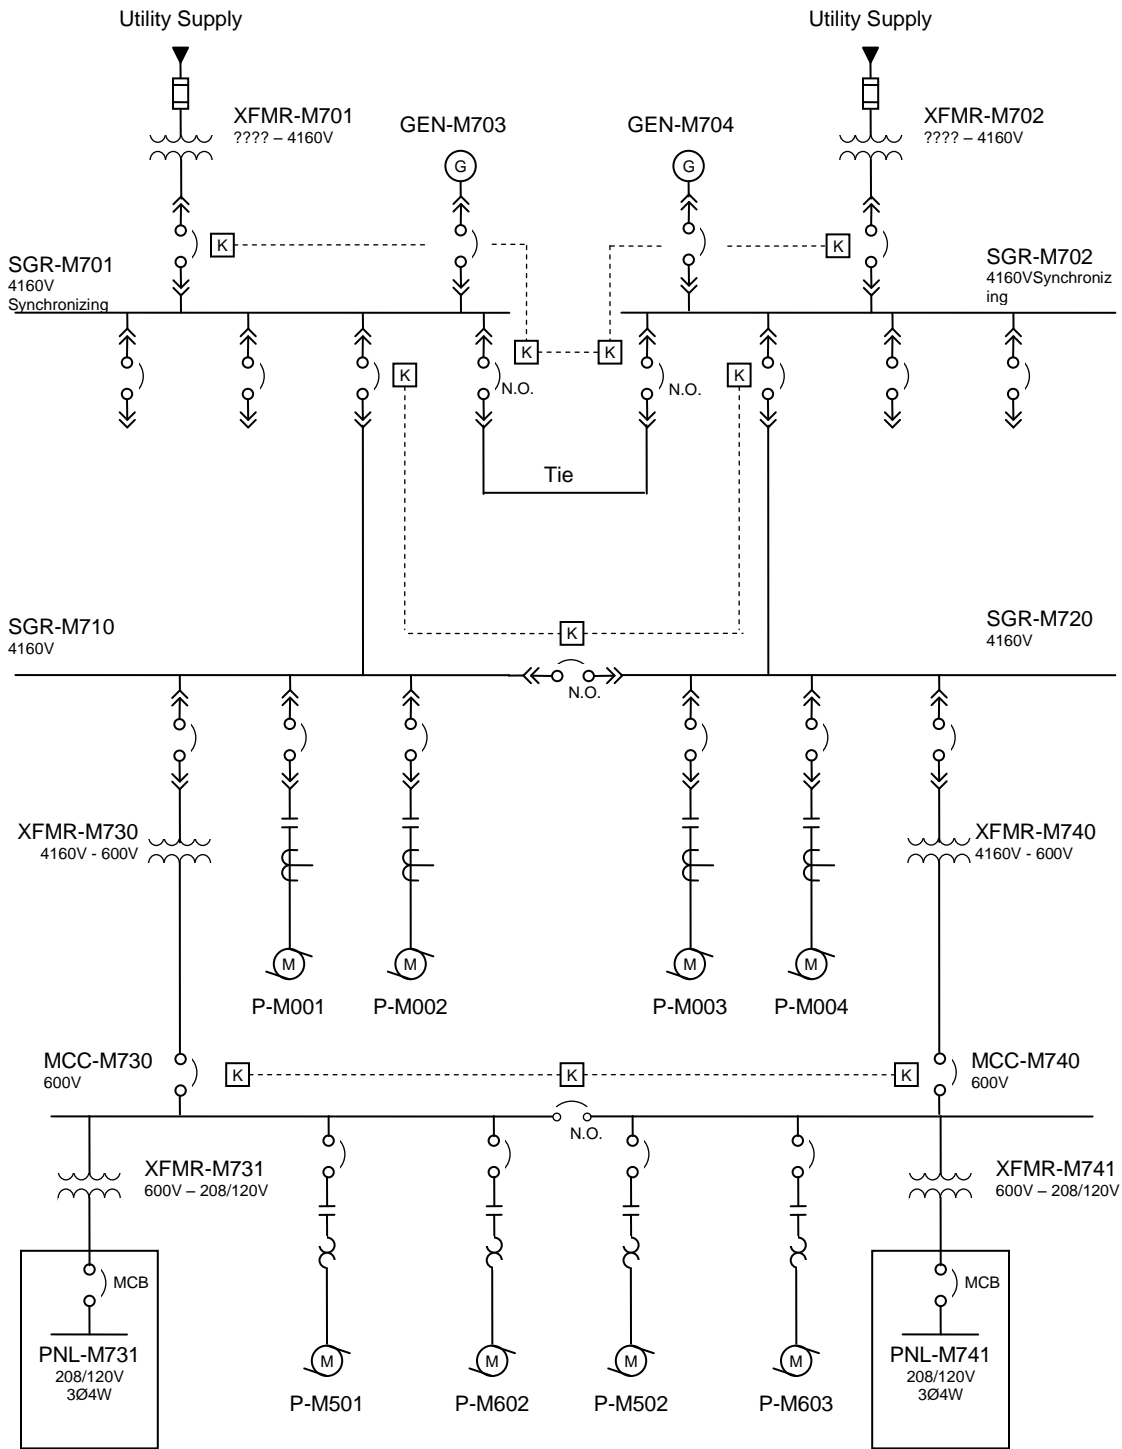 Utility Supply
Utility Supply
XFMR-M701
???? – 4160V
GEN-M703
GEN-M704
XFMR-M702
???? – 4160V
G
G
K
K
SGR-M701
4160V
Synchronizing
SGR-M702
4160VSynchroniz
ing
K
K
K
K
N.O.
N.O.
Tie
SGR-M710
4160V
K
SGR-M720
4160V
N.O.
XFMR-M730
4160V - 600V
XFMR-M740
4160V - 600V
M
M
M
M
P-M001
P-M002
P-M003
P-M004
MCC-M730
600V
K
K
K
MCC-M740
600V
N.O.
XFMR-M731
600V – 208/120V
XFMR-M741
600V – 208/120V
MCB
MCB
PNL-M731
208/120V
3Ø4W
M
M
M
M
PNL-M741
208/120V
3Ø4W
P-M501
P-M602
P-M502
P-M603